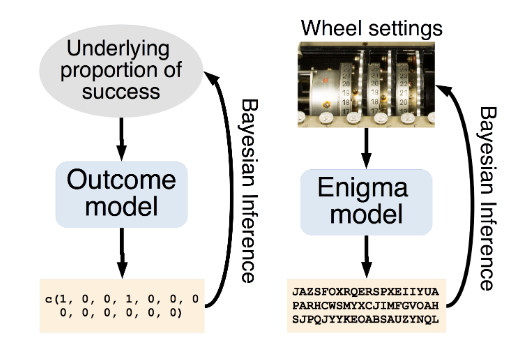 Underlying
proportion of
success
Outcome
model
c(1, 0, 0, 1, 0, 0, 0
0, 0, 0, 0, 0, 0)
Bayesian Inference
Wheel settings
Enigma
model
JAZSFOXRQERSPXEIIYUA
PARHCWSMYXCJIMFGVOAH
SJPQJYYKEOABSAUZYNQL
Bayesian Inference